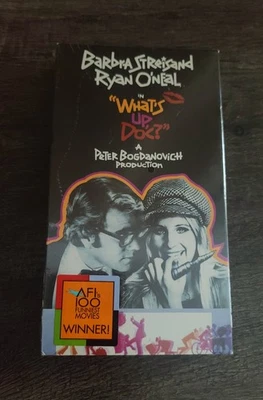 Barbra Streisand
Ryan O'Neal
in
"What's
Up,
Doc?"
A
Peter Bogdanovich
Production
AFI's
100
FUNNIEST
MOVIES
WINNER!